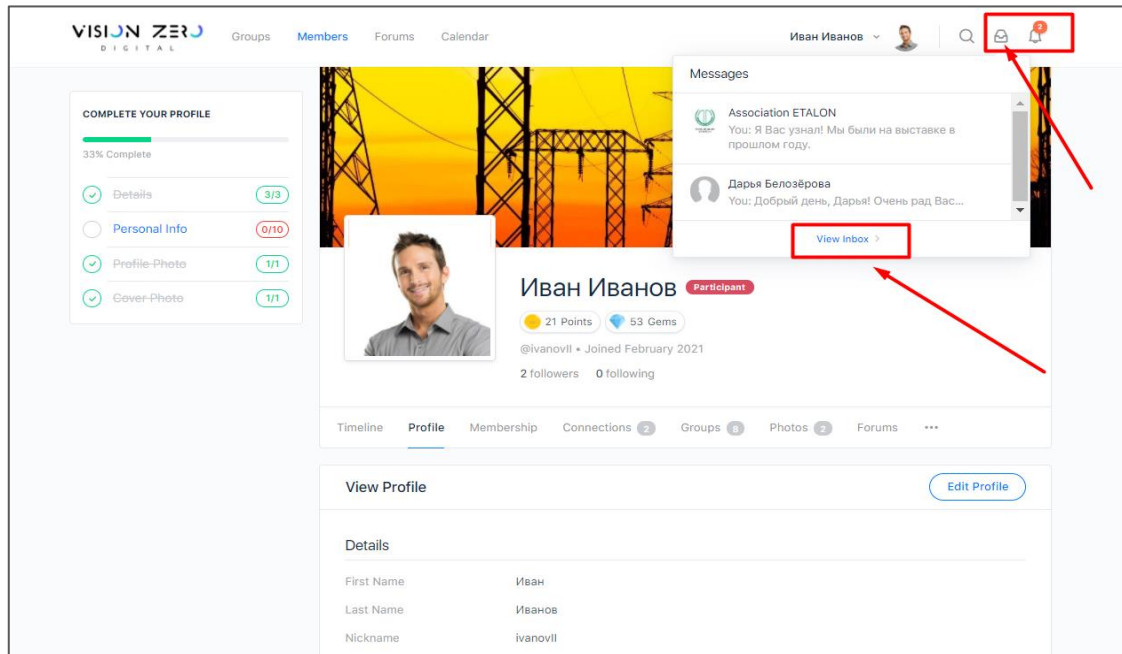 VISION ZERO
DIGITAL
Groups
Members
Forums
Calendar
Иван Иванов
2
Messages
Association ETALON
You: Я Вас узнал! Мы были на выставке в
прошлом году.
Дарья Белозёрова
You: Добрый день, Дарья! Очень рад Вас...
View Inbox
COMPLETE YOUR PROFILE
33% Complete
Details
3/3
Personal Info
0/10
Profile Photo
1/1
Cover Photo
1/1
Иван Иванов
Participant
21 Points
53 Gems
@ivanovII • Joined February 2021
2 followers
0 following
Timeline
Profile
Membership
Connections 2
Groups 8
Photos 2
Forums
View Profile
Edit Profile
Details
First Name
Иван
Last Name
Иванов
Nickname
ivanovII